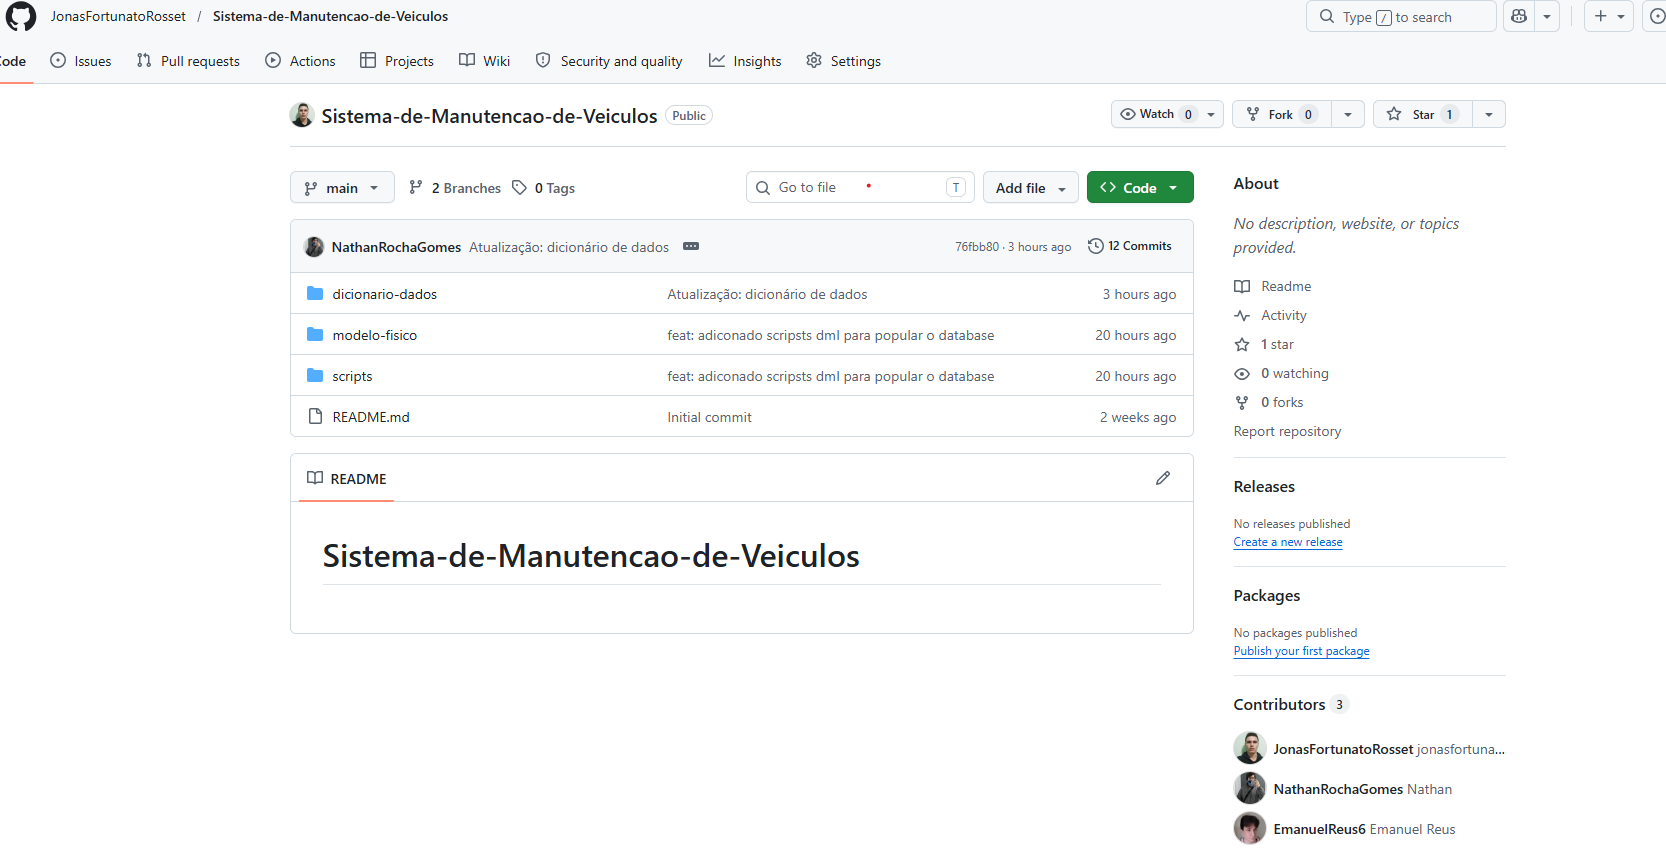 JonasFortunatoRosset / Sistema-de-Manutencao-de-Veiculos
Type / to search
Code Issues Pull requests Actions Projects Wiki Security and quality Insights Settings
Sistema-de-Manutencao-de-Veiculos Public
Watch 0 Fork 0 Star 1
main 2 Branches 0 Tags Go to file T Add file Code
NathanRochaGomes Atualização: dicionário de dados 76fbb80 · 3 hours ago 12 Commits
dicionario-dados Atualização: dicionário de dados 3 hours ago
modelo-fisico feat: adiconado scripsts dml para popular o database 20 hours ago
scripts feat: adiconado scripsts dml para popular o database 20 hours ago
README.md Initial commit 2 weeks ago
README
Sistema-de-Manutencao-de-Veiculos
About
No description, website, or topics
provided.
Readme
Activity
1 star
0 watching
0 forks
Report repository
Releases
No releases published
Create a new release
Packages
No packages published
Publish your first package
Contributors 3
JonasFortunatoRosset jonasfortuna...
NathanRochaGomes Nathan
EmanuelReus6 Emanuel Reus